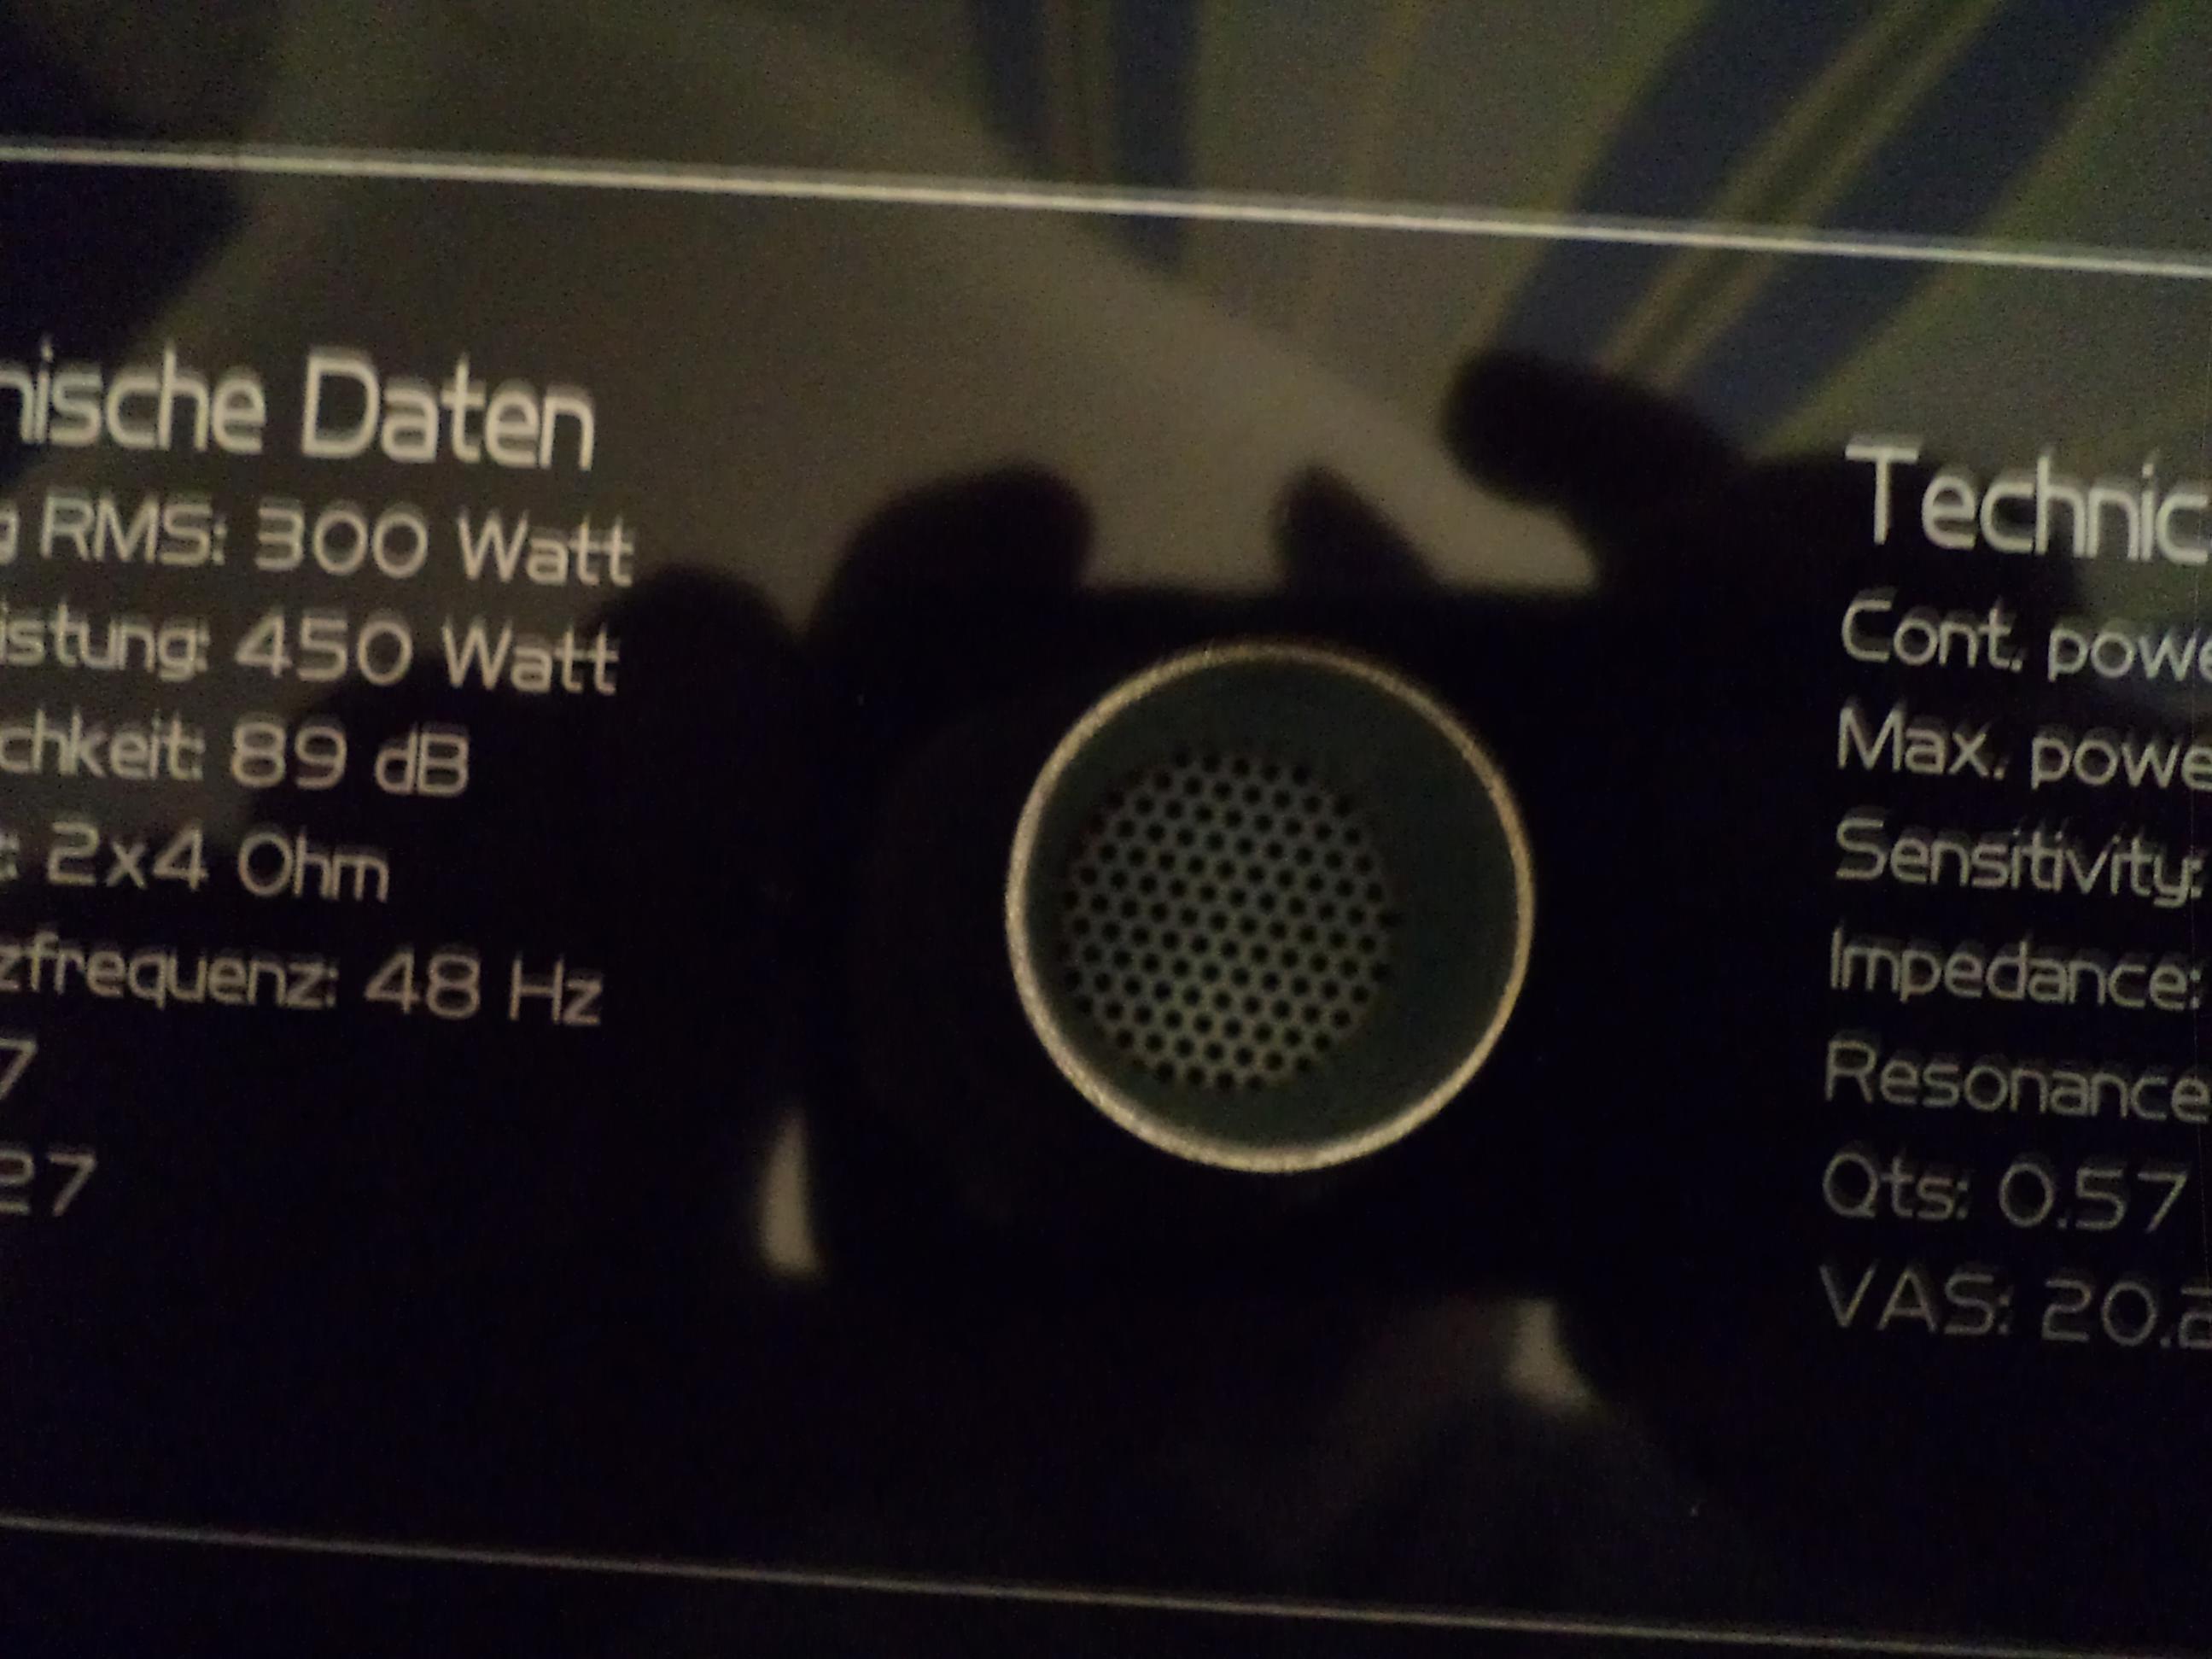 nische Daten
g RMS: 300 Watt
istung: 450 Watt
chkeit: 89 dB
: 2x4 Ohm
zfrequenz: 48 Hz
7
27
Technic
Cont. powe
Max. powe
Sensitivity:
Impedance:
Resonance
Qts: 0.57
VAS: 20.2